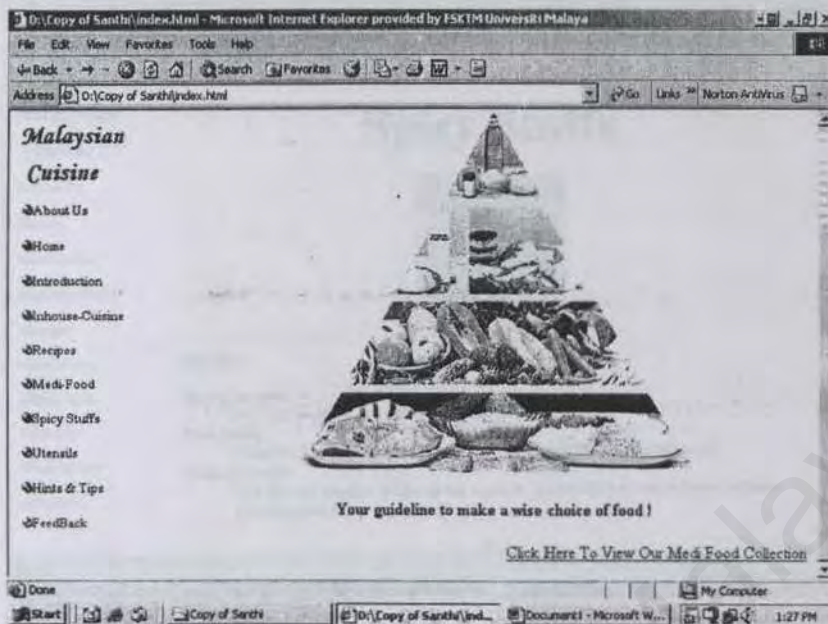 D:\Copy of Santhi\index.html - Microsoft Internet Explorer provided by FSKTM Universiti Malaya
File Edit View Favorites Tools Help
Back Search Favorites
Address D:\Copy of Santhi\index.html Go Links » Norton AntiVirus
Malaysian
Cuisine
About Us
Home
Introduction
Inhouse-Cuisine
Recipes
Medi-Food
Spicy Stuffs
Utensils
Hints & Tips
FeedBack
Your guideline to make a wise choice of food !
Click Here To View Our Medi Food Collection
Done My Computer
Start Copy of Santhi D:\Copy of Santhi\ind... Document1 - Microsoft W... 1:27 PM